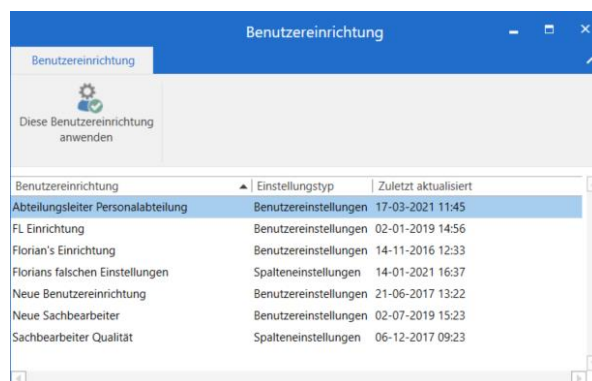 Benutzereinrichtung
Benutzereinrichtung
Diese Benutzereinrichtung
anwenden
Benutzereinrichtung Einstellungstyp Zuletzt aktualisiert
Abteilungsleiter Personalabteilung Benutzereinstellungen 17-03-2021 11:45
FL Einrichtung Benutzereinstellungen 02-01-2019 14:56
Florian's Einrichtung Benutzereinstellungen 14-11-2016 12:33
Florians falschen Einstellungen Spalteneinstellungen 14-01-2021 16:37
Neue Benutzereinrichtung Benutzereinstellungen 21-06-2017 13:22
Neue Sachbearbeiter Benutzereinstellungen 02-07-2019 15:23
Sachbearbeiter Qualität Spalteneinstellungen 06-12-2017 09:23